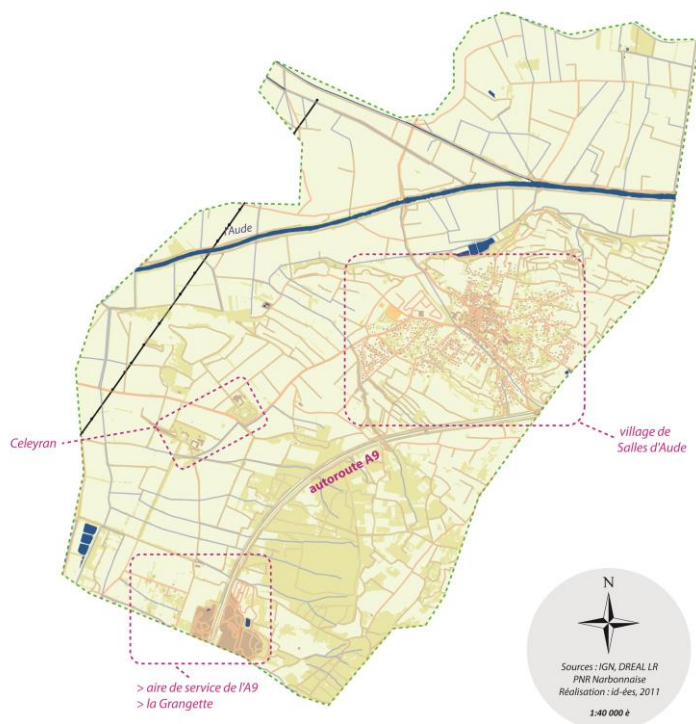 l'Aude
Celeyran
autoroute A9
village de
Salles d'Aude
> aire de service de l'A9
> la Grangette
N
Sources : IGN, DREAL LR
PNR Narbonnaise
Réalisation : id-ées, 2011
1:40 000 è